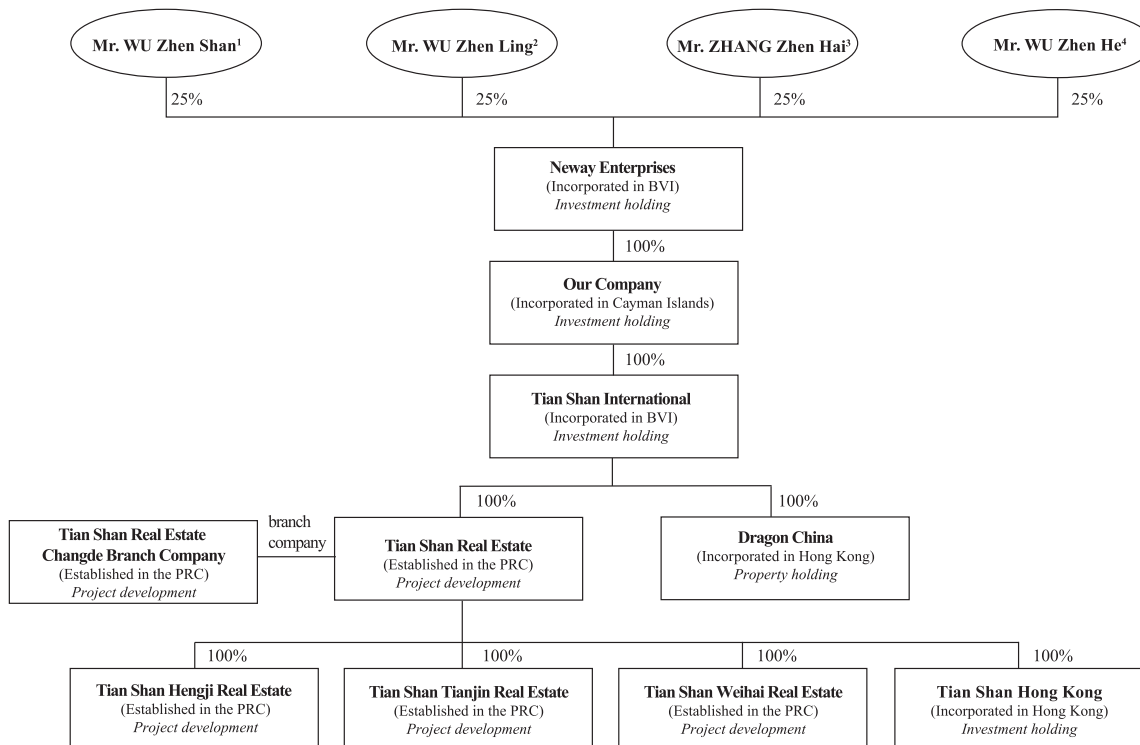 Mr. WU Zhen Shan¹
Mr. WU Zhen Ling²
Mr. ZHANG Zhen Hai³
Mr. WU Zhen He⁴
25%
25%
25%
25%
Neway Enterprises
(Incorporated in BVI)
Investment holding
100%
Our Company
(Incorporated in Cayman Islands)
Investment holding
100%
Tian Shan International
(Incorporated in BVI)
Investment holding
100%
100%
Tian Shan Real Estate
Changde Branch Company
(Established in the PRC)
Project development
branch
company
Tian Shan Real Estate
(Established in the PRC)
Project development
Dragon China
(Incorporated in Hong Kong)
Property holding
100%
100%
100%
100%
Tian Shan Hengji Real Estate
(Established in the PRC)
Project development
Tian Shan Tianjin Real Estate
(Established in the PRC)
Project development
Tian Shan Weihai Real Estate
(Established in the PRC)
Project development
Tian Shan Hong Kong
(Incorporated in Hong Kong)
Investment holding